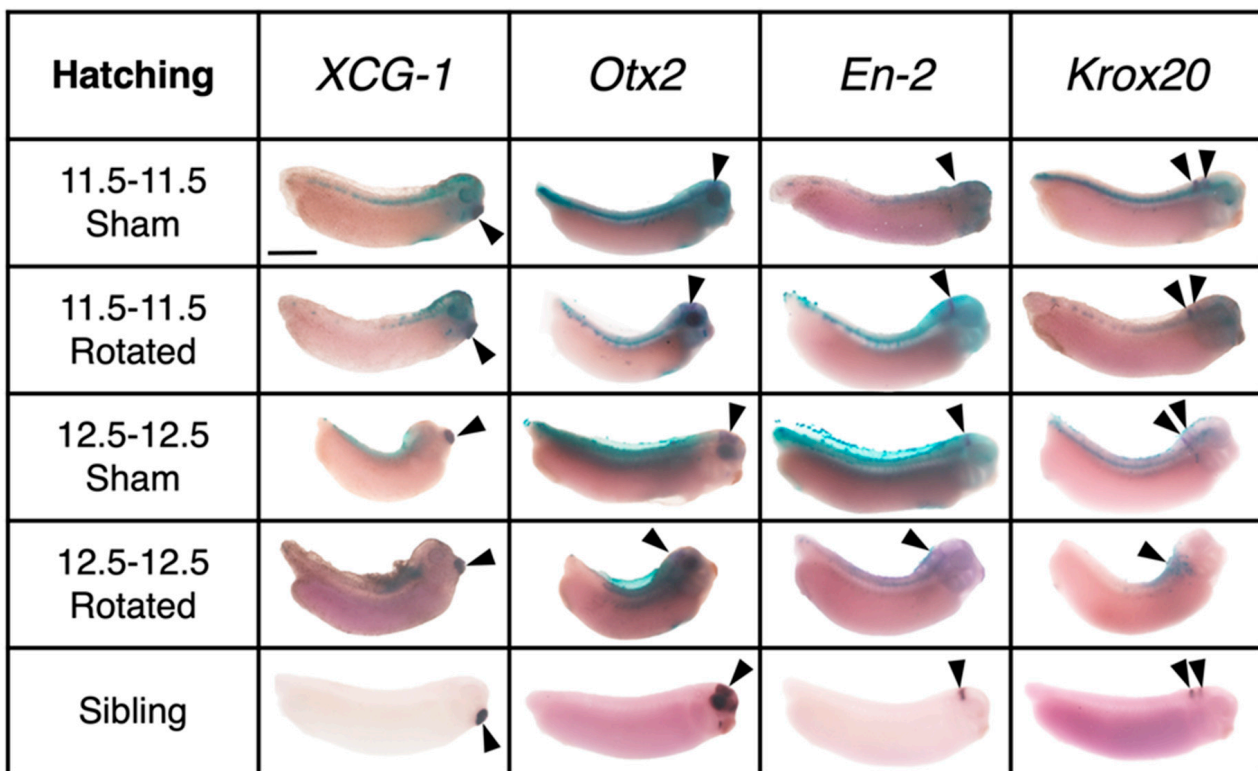 Hatching XCG-1 Otx2 En-2 Krox20
11.5-11.5
Sham
11.5-11.5
Rotated
12.5-12.5
Sham
12.5-12.5
Rotated
Sibling